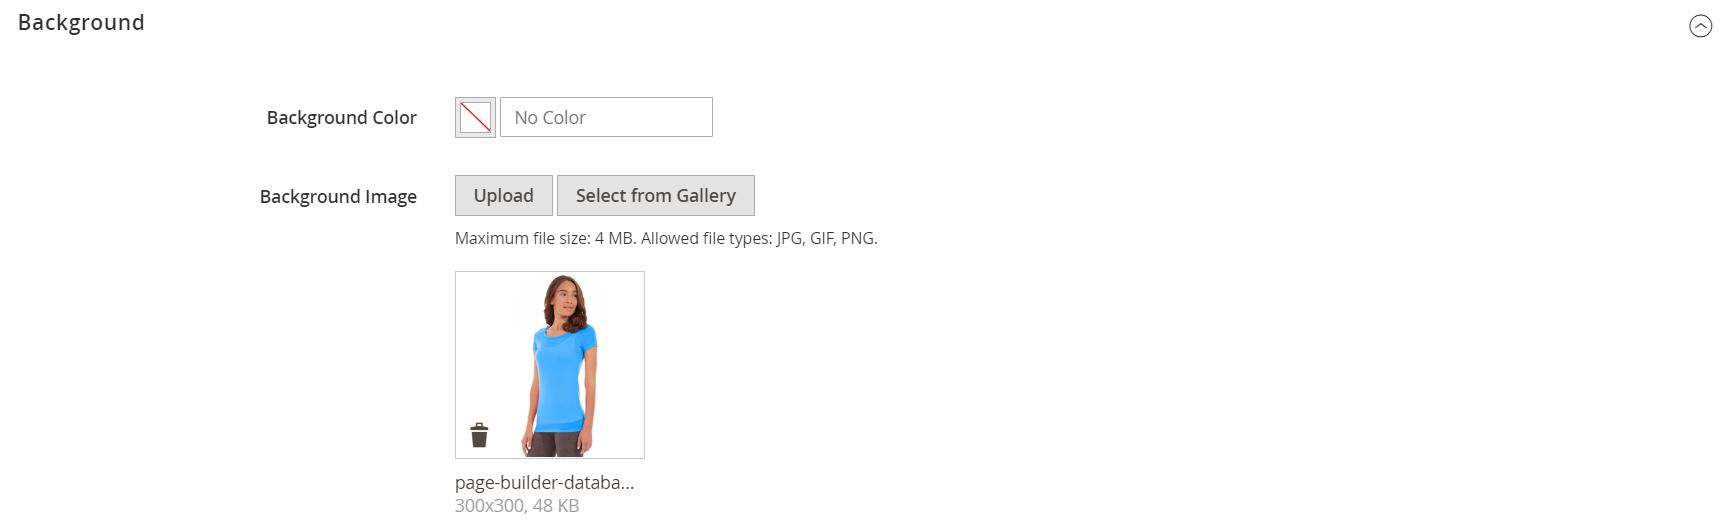 Background
Background Color
No Color
Background Image
Upload
Select from Gallery
Maximum file size: 4 MB. Allowed file types: JPG, GIF, PNG.
page-builder-databa...
300x300, 48 KB